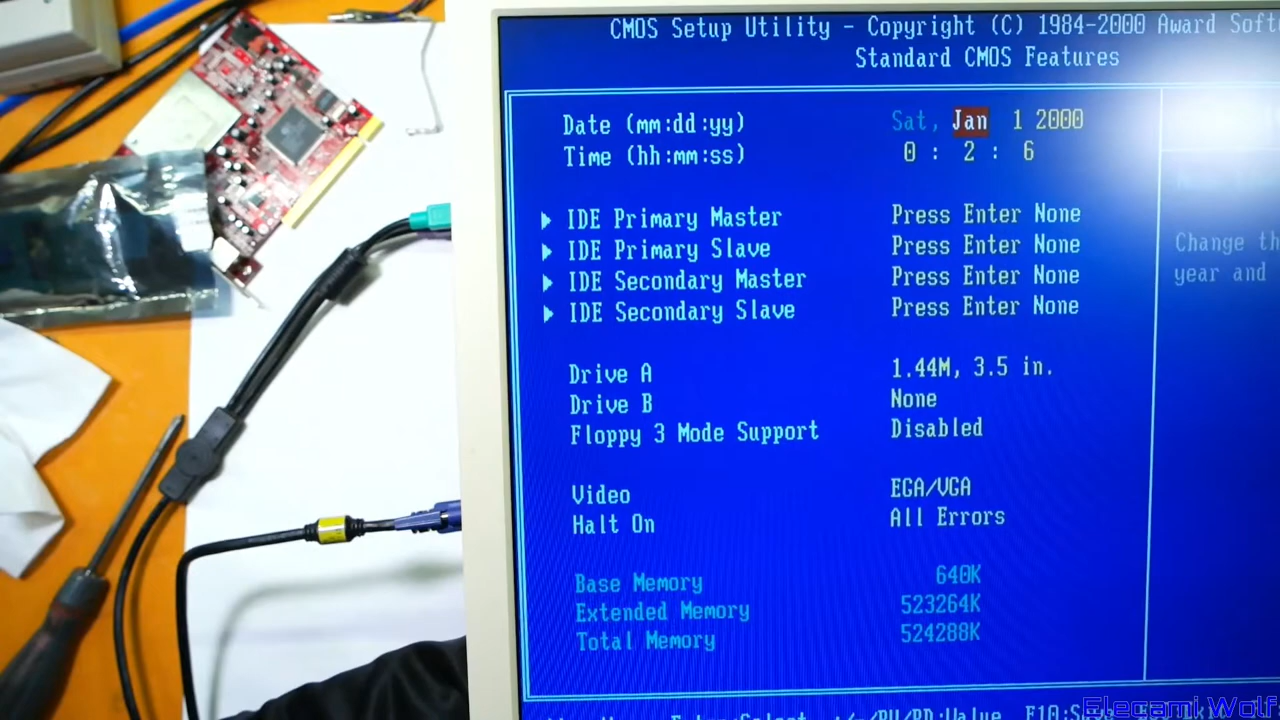 CMOS Setup Utility - Copyright (C) 1984-2000 Award
Standard CMOS Features
Date (mm:dd:yy) Sat, Jan 1 2000
Time (hh:mm:ss) 0 : 2 : 6
IDE Primary Master Press Enter None
IDE Primary Slave Press Enter None
IDE Secondary Master Press Enter None
IDE Secondary Slave Press Enter None
Change
year and
Drive A 1.44M, 3.5 in.
Drive B None
Floppy 3 Mode Support Disabled
Video EGA/VGA
Halt On All Errors
Base Memory 640K
Extended Memory 523264K
Total Memory 524288K
Elecami Wolf